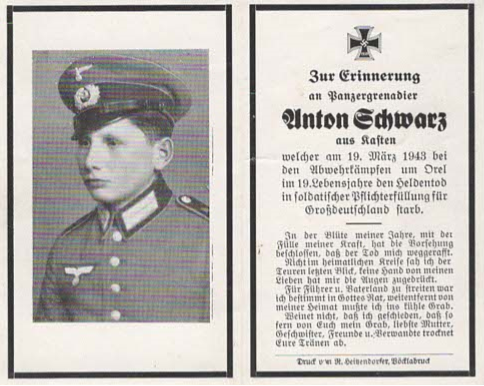 Zur Erinnerung
an Panzergrenadier
Anton Schwarz
aus Kasten
welcher am 19. März 1943 bei
den Abwehrkämpfen um Orel
im 19. Lebensjahre den Heldentod
in soldatischer Pflichterfüllung für
Großdeutschland starb.
In der Blüte meiner Jahre, mit der
Fülle meiner Kraft, hat die Vorsehung
beschlossen, daß der Tod mich weggerafft.
Nicht im heimatlichen Kreise sah ich der
Teuren letzten Blick, keine Hand von meinen
Lieben hat mir die Augen zugedrückt.
Für Führer u. Vaterland zu streiten war
ich bestimmt in Gottes Rat, weitentfernt von
meiner Heimat mußte ich ins kühle Grab.
Weinet nicht, daß ich geschieden, daß so
fern von Euch mein Grab, liebste Mutter,
Geschwister, Freunde u. Verwandte trocknet
Eure Tränen ab.
Druck von R. Heitzendorfer, Vöcklabruck